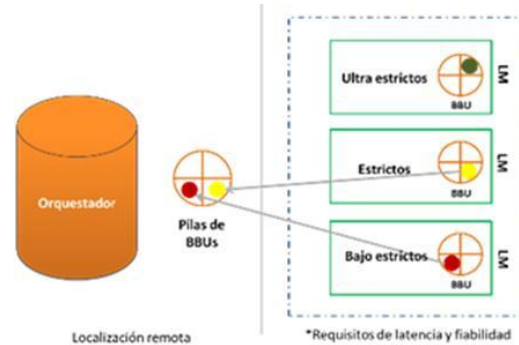 Orquestador
Pilas de
BBUs
Localización remota
Ultra estrictos
BBU
LM
Estrictos
BBU
LM
Bajo estrictos
BBU
LM
*Requisitos de latencia y fiabilidad